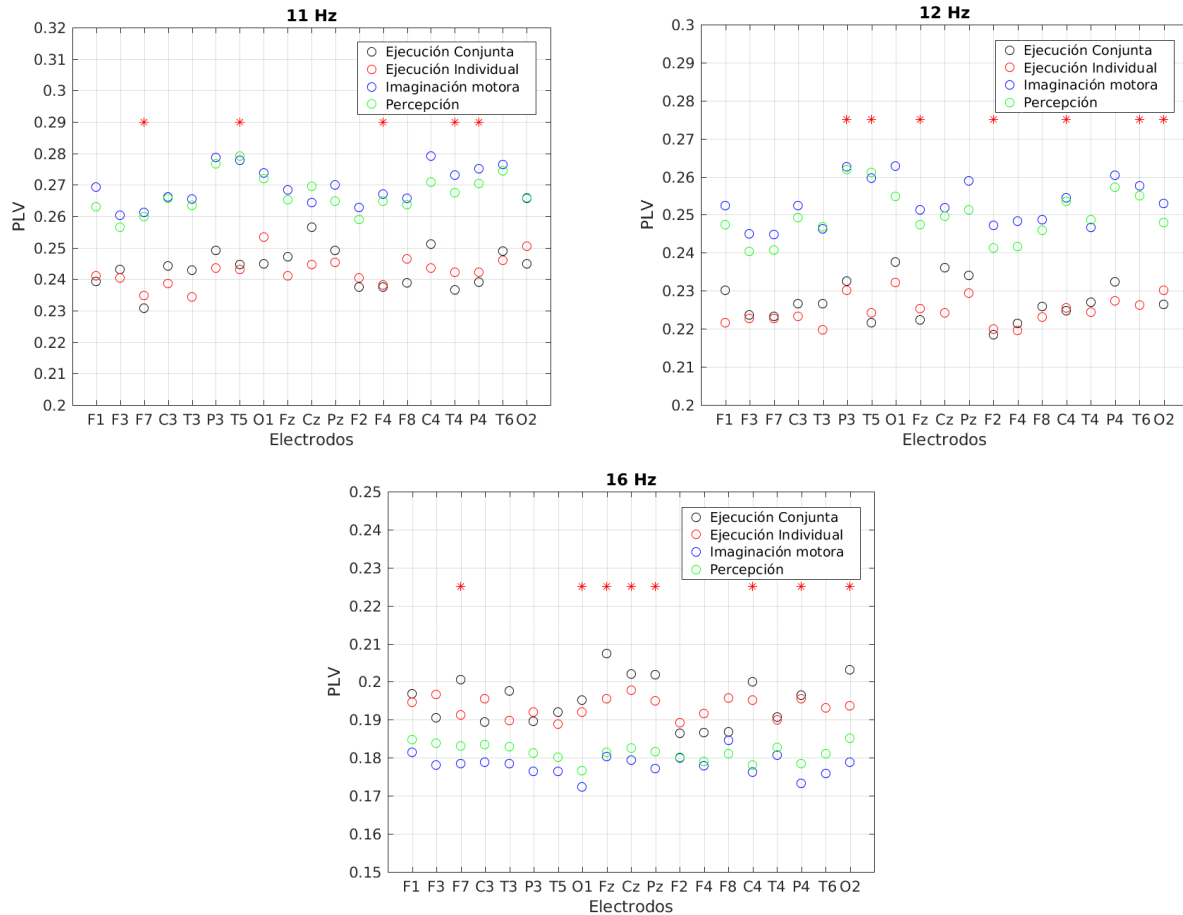 11 Hz
PLV
0.32
0.31
0.3
0.29
0.28
0.27
0.26
0.25
0.24
0.23
0.22
0.21
0.2
Ejecución Conjunta
Ejecución Individual
Imaginación motora
Percepción
F1 F3 F7 C3 T3 P3 T5 O1 Fz Cz Pz F2 F4 F8 C4 T4 P4 T6 O2
Electrodos
12 Hz
PLV
0.3
0.29
0.28
0.27
0.26
0.25
0.24
0.23
0.22
0.21
0.2
Ejecución Conjunta
Ejecución Individual
Imaginación motora
Percepción
F1 F3 F7 C3 T3 P3 T5 O1 Fz Cz Pz F2 F4 F8 C4 T4 P4 T6 O2
Electrodos
16 Hz
PLV
0.25
0.24
0.23
0.22
0.21
0.2
0.19
0.18
0.17
0.16
0.15
Ejecución Conjunta
Ejecución Individual
Imaginación motora
Percepción
F1 F3 F7 C3 T3 P3 T5 O1 Fz Cz Pz F2 F4 F8 C4 T4 P4 T6 O2
Electrodos